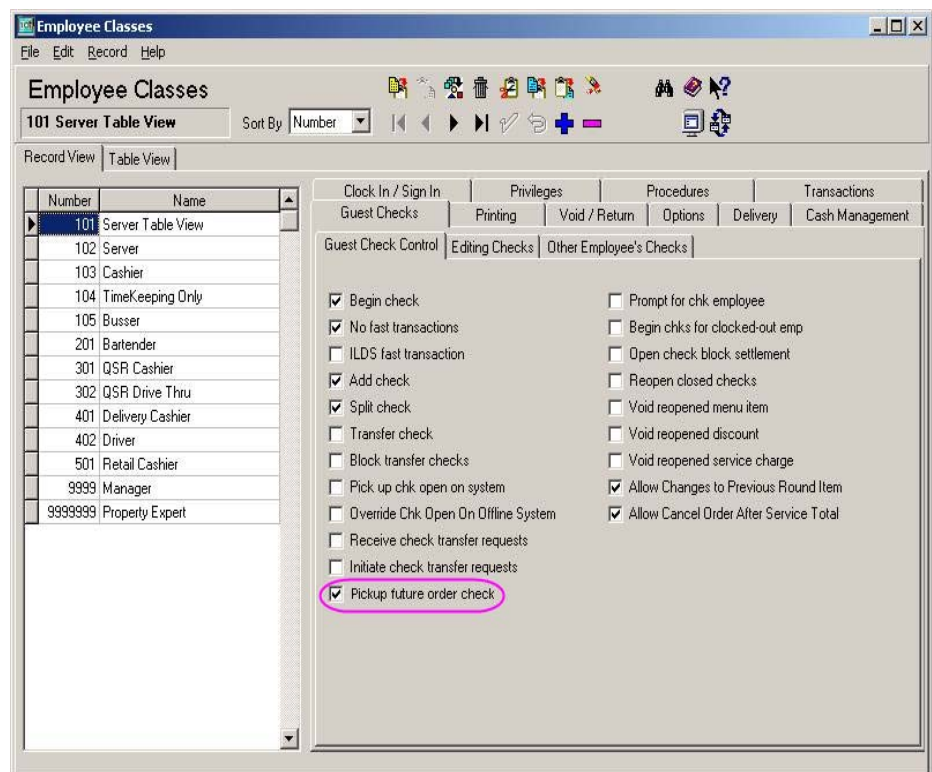 Employee Classes
File Edit Record Help
Employee Classes
101 Server Table View Sort By Number
Record View Table View
Number Name
101 Server Table View
102 Server
103 Cashier
104 TimeKeeping Only
105 Busser
201 Bartender
301 QSR Cashier
302 QSR Drive Thru
401 Delivery Cashier
402 Driver
501 Retail Cashier
9999 Manager
9999999 Property Expert
Clock In / Sign In Privileges Procedures Transactions
Guest Checks Printing Void / Return Options Delivery Cash Management
Guest Check Control Editing Checks Other Employee's Checks
Begin check
No fast transactions
ILDS fast transaction
Add check
Split check
Transfer check
Block transfer checks
Pick up chk open on system
Override Chk Open On Offline System
Receive check transfer requests
Initiate check transfer requests
Pickup future order check
Prompt for chk employee
Begin chks for clocked-out emp
Open check block settlement
Reopen closed checks
Void reopened menu item
Void reopened discount
Void reopened service charge
Allow Changes to Previous Round Item
Allow Cancel Order After Service Total